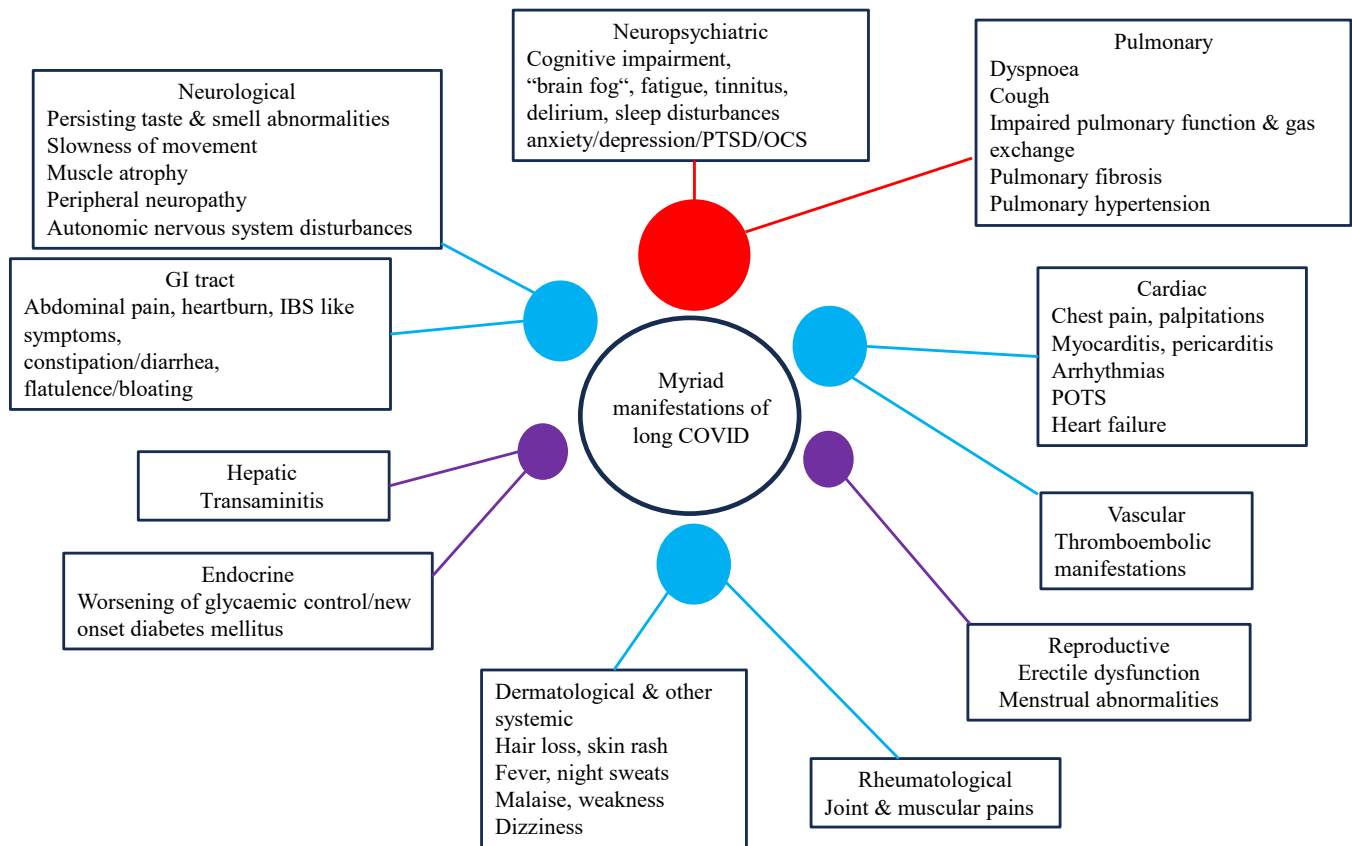 Neuropsychiatric
Cognitive impairment,
“brain fog“, fatigue, tinnitus,
delirium, sleep disturbances
anxiety/depression/PTSD/OCS
Pulmonary
Dyspnoea
Cough
Impaired pulmonary function & gas
exchange
Pulmonary fibrosis
Pulmonary hypertension
Neurological
Persisting taste & smell abnormalities
Slowness of movement
Muscle atrophy
Peripheral neuropathy
Autonomic nervous system disturbances
GI tract
Abdominal pain, heartburn, IBS like
symptoms,
constipation/diarrhea,
flatulence/bloating
Cardiac
Chest pain, palpitations
Myocarditis, pericarditis
Arrhythmias
POTS
Heart failure
Myriad
manifestations of
long COVID
Hepatic
Transaminitis
Vascular
Thromboembolic
manifestations
Endocrine
Worsening of glycaemic control/new
onset diabetes mellitus
Reproductive
Erectile dysfunction
Menstrual abnormalities
Dermatological & other
systemic
Hair loss, skin rash
Fever, night sweats
Malaise, weakness
Dizziness
Rheumatological
Joint & muscular pains